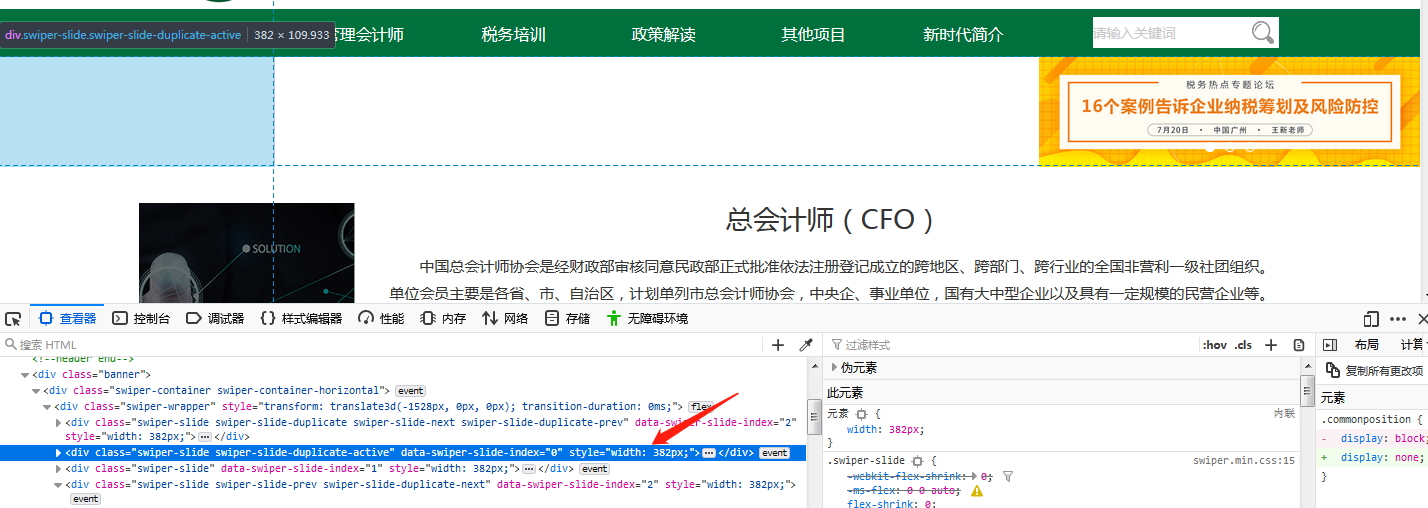 div.swiper-slide.swiper-slide-duplicate-active 382 × 109.933
管理会计师 税务培训 政策解读 其他项目 新时代简介 请输入关键词
税务热点专题论坛
16个案例告诉企业纳税筹划及风险防控
7月20日 · 中国广州 · 王新老师
SOLUTION
总会计师（CFO）
中国总会计师协会是经财政部审核同意民政部正式批准依法注册登记成立的跨地区、跨部门、跨行业的全国非营利一级社团组织。
单位会员主要是各省、市、自治区，计划单列市总会计师协会，中央企、事业单位，国有大中型企业以及具有一定规模的民营企业等。
查看器 控制台 调试器 {} 样式编辑器 性能 内存 网络 存储 无障碍环境
搜索 HTML
<!--header end-->
<div class="banner">
<div class="swiper-container swiper-container-horizontal"> event
<div class="swiper-wrapper" style="transform: translate3d(-1528px, 0px, 0px); transition-duration: 0ms;"> flex
<div class="swiper-slide swiper-slide-duplicate swiper-slide-next swiper-slide-duplicate-prev" data-swiper-slide-index="2"
style="width: 382px;"></div>
<div class="swiper-slide swiper-slide-duplicate-active" data-swiper-slide-index="0" style="width: 382px;"></div> event
<div class="swiper-slide" data-swiper-slide-index="1" style="width: 382px;"></div> event
<div class="swiper-slide swiper-slide-prev swiper-slide-duplicate-next" data-swiper-slide-index="2" style="width: 382px;">
event
过滤样式 :hov .cls +
伪元素
此元素
元素 { 内联
width: 382px;
}
.swiper-slide { swiper.min.css:15
-webkit-flex-shrink: 0;
-ms-flex: 0 0 auto;
flex-shrink: 0;
布局 计算
复制所有更改项
元素
.commonposition {
- display: block;
+ display: none;
}